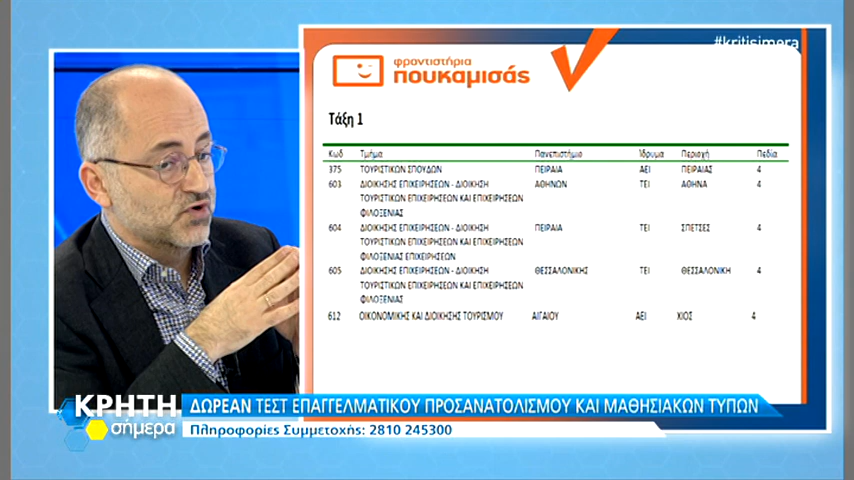 #kritisimera
φροντιστήρια
πουκαμισάς
Τάξη 1
Κωδ Τμήμα Πανεπιστήμιο Ίδρυμα Περιοχή Πεδία
375 ΤΟΥΡΙΣΤΙΚΩΝ ΣΠΟΥΔΩΝ ΠΕΙΡΑΙΑ ΑΕΙ ΠΕΙΡΑΙΑΣ 4
603 ΔΙΟΙΚΗΣΗΣ ΕΠΙΧΕΙΡΗΣΕΩΝ - ΔΙΟΙΚΗΣΗ ΑΘΗΝΩΝ ΤΕΙ ΑΘΗΝΑ 4
ΤΟΥΡΙΣΤΙΚΩΝ ΕΠΙΧΕΙΡΗΣΕΩΝ ΚΑΙ ΕΠΙΧΕΙΡΗΣΕΩΝ
ΦΙΛΟΞΕΝΙΑΣ
604 ΔΙΟΙΚΗΣΗΣ ΕΠΙΧΕΙΡΗΣΕΩΝ - ΔΙΟΙΚΗΣΗ ΠΕΙΡΑΙΑ ΤΕΙ ΣΠΕΤΣΕΣ 4
ΤΟΥΡΙΣΤΙΚΩΝ ΕΠΙΧΕΙΡΗΣΕΩΝ ΚΑΙ ΕΠΙΧΕΙΡΗΣΕΩΝ
ΦΙΛΟΞΕΝΙΑΣ ΕΠΙΧΕΙΡΗΣΕΩΝ
605 ΔΙΟΙΚΗΣΗΣ ΕΠΙΧΕΙΡΗΣΕΩΝ - ΔΙΟΙΚΗΣΗ ΘΕΣΣΑΛΟΝΙΚΗΣ ΤΕΙ ΘΕΣΣΑΛΟΝΙΚΗ 4
ΤΟΥΡΙΣΤΙΚΩΝ ΕΠΙΧΕΙΡΗΣΕΩΝ ΚΑΙ ΕΠΙΧΕΙΡΗΣΕΩΝ
ΦΙΛΟΞΕΝΙΑΣ
612 ΟΙΚΟΝΟΜΙΚΗΣ ΚΑΙ ΔΙΟΙΚΗΣΗΣ ΤΟΥΡΙΣΜΟΥ ΑΙΓΑΙΟΥ ΑΕΙ ΧΙΟΣ 4
ΚΡΗΤΗ
σήμερα
ΔΩΡΕΑΝ ΤΕΣΤ ΕΠΑΓΓΕΛΜΑΤΙΚΟΥ ΠΡΟΣΑΝΑΤΟΛΙΣΜΟΥ ΚΑΙ ΜΑΘΗΣΙΑΚΩΝ ΤΥΠΩΝ
Πληροφορίες Συμμετοχής: 2810 245300